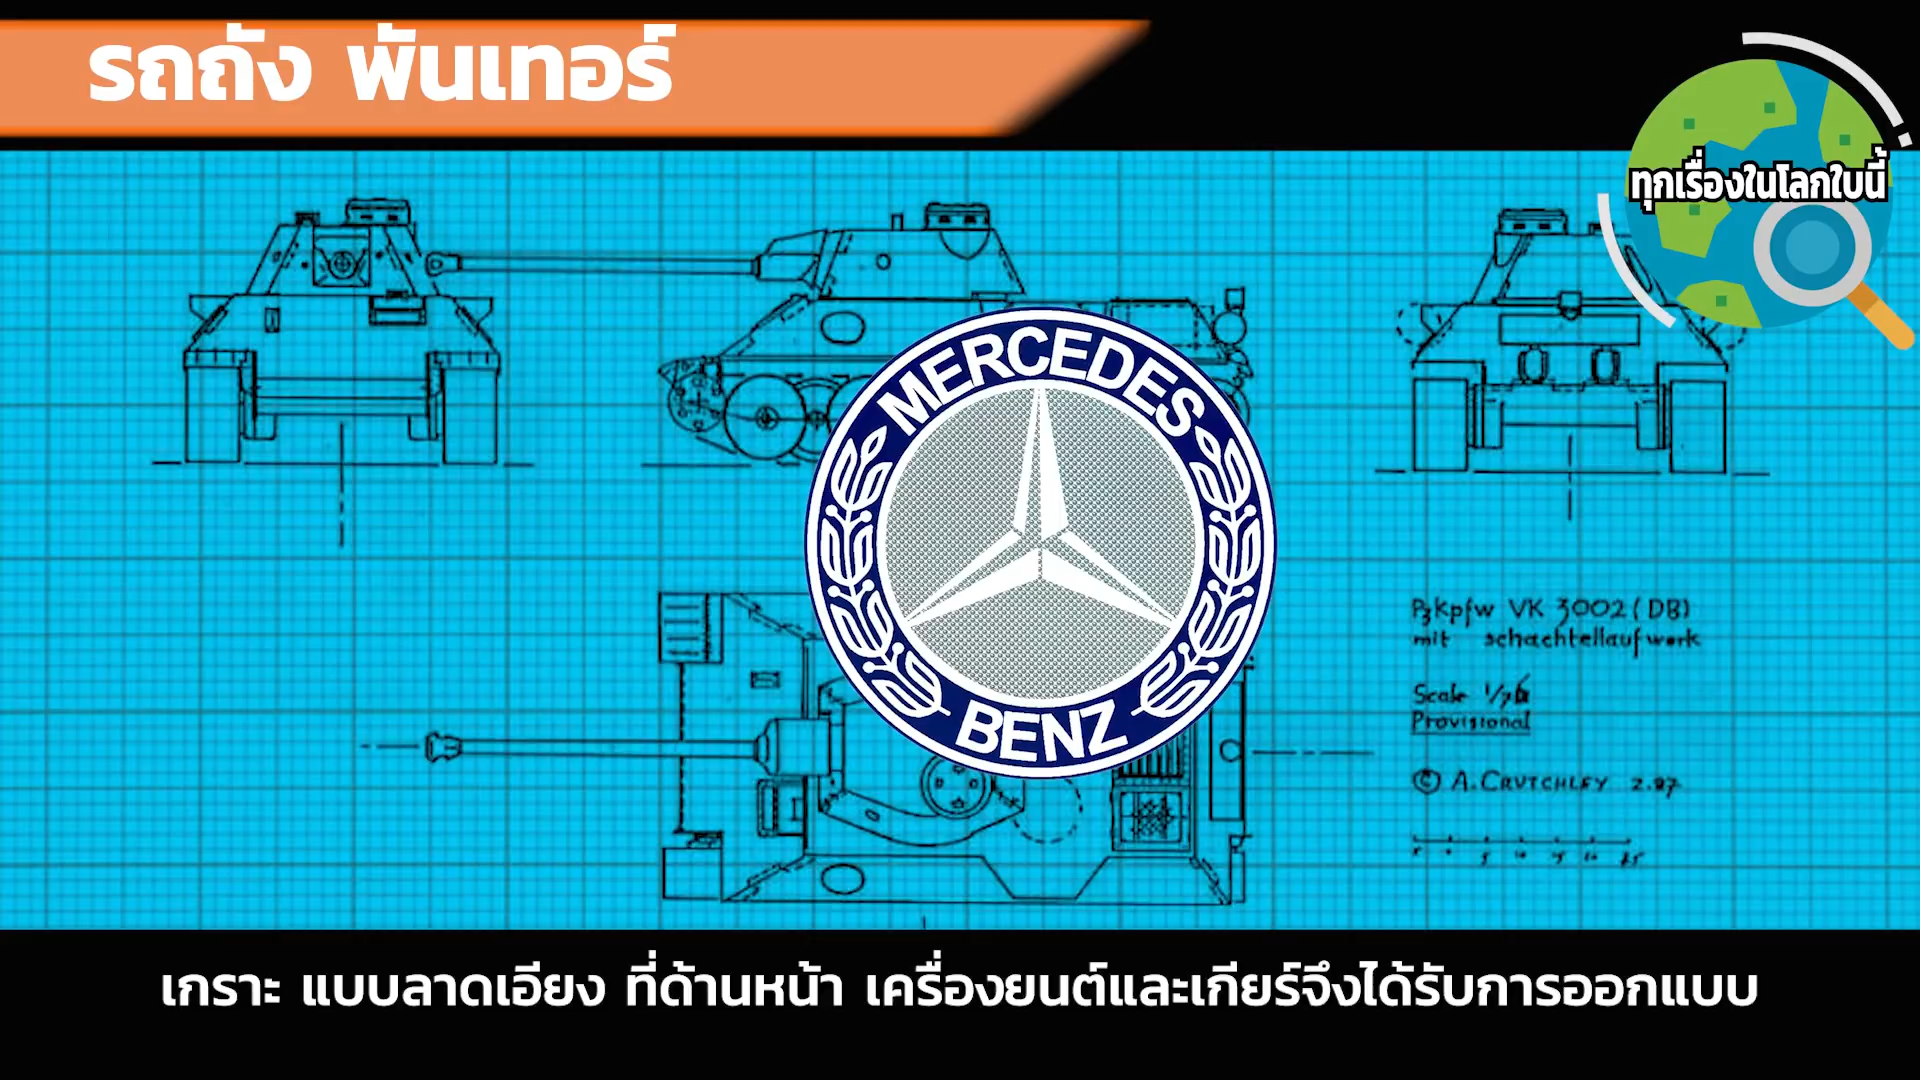 รถถัง พันเทอร์
ทุกเรื่องในโลกใบนี้
MERCEDES
BENZ
PzKpfw VK 3002 (DB)
mit schachtellaufwerk
Scale
Provisional
© A. CRUTCHLEY 2.87
เกราะ แบบลาดเอียง ที่ด้านหน้า เครื่องยนต์และเกียร์จึงได้รับการออกแบบ